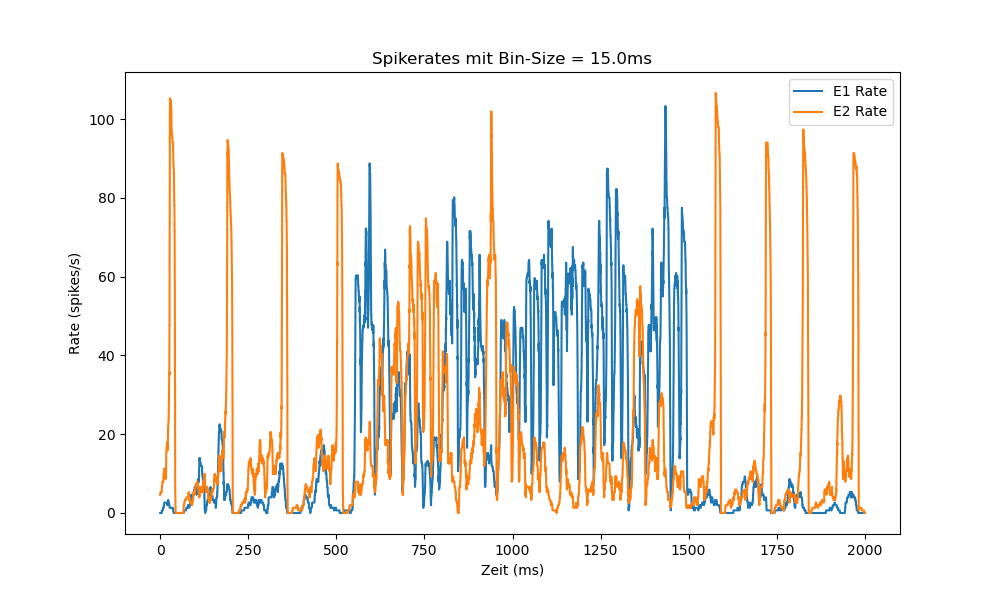 Spikerates mit Bin-Size = 15.0ms
E1 Rate
E2 Rate
Rate (spikes/s)
100
80
60
40
20
0
0 250 500 750 1000 1250 1500 1750 2000
Zeit (ms)